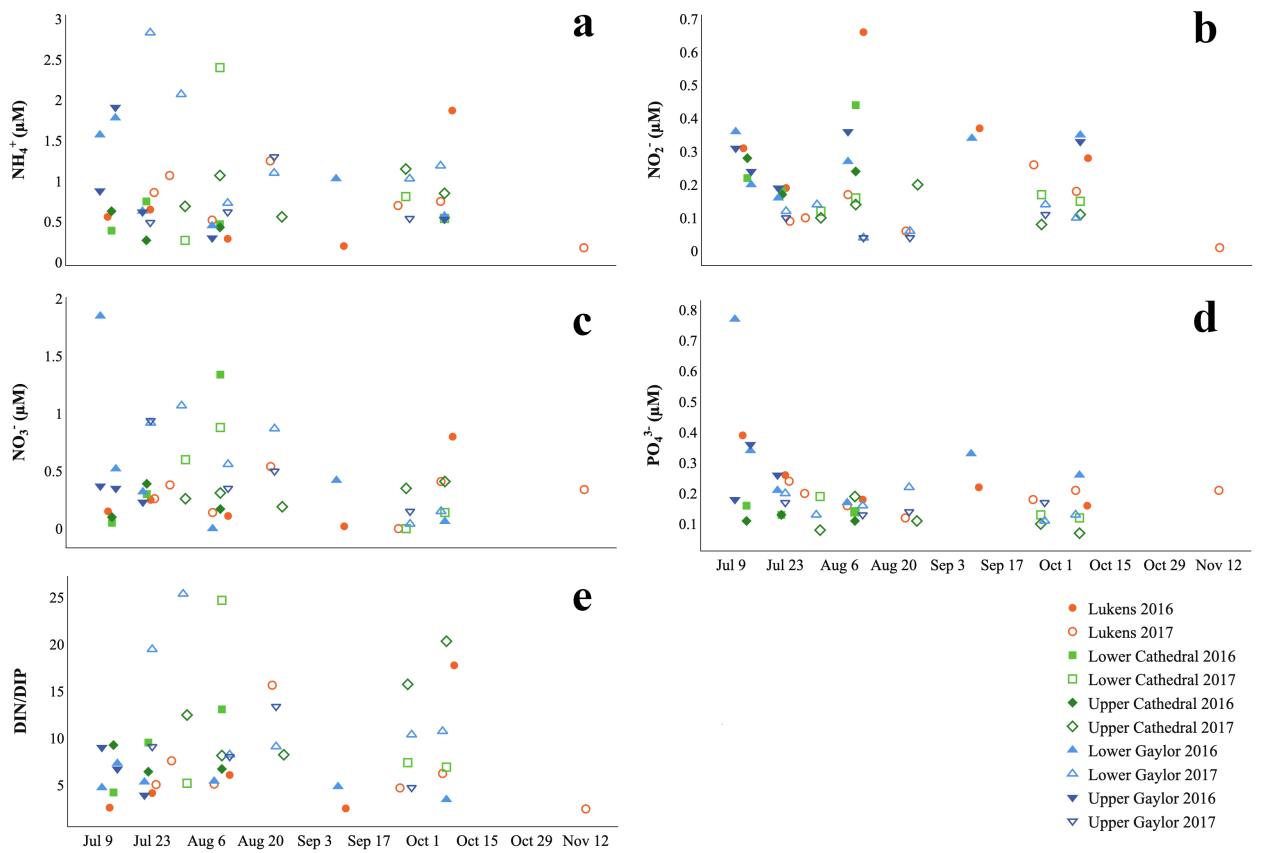 a
3
2.5
2
1.5
1
0.5
0
NH₄⁺ (µM)
b
0.7
0.6
0.5
0.4
0.3
0.2
0.1
0
NO₂⁻ (µM)
c
2
1.5
1
0.5
0
NO₃⁻ (µM)
d
0.8
0.7
0.6
0.5
0.4
0.3
0.2
0.1
PO₄³⁻ (µM)
Jul 9 Jul 23 Aug 6 Aug 20 Sep 3 Sep 17 Oct 1 Oct 15 Oct 29 Nov 12
e
25
20
15
10
5
DIN/DIP
Jul 9 Jul 23 Aug 6 Aug 20 Sep 3 Sep 17 Oct 1 Oct 15 Oct 29 Nov 12
Lukens 2016
Lukens 2017
Lower Cathedral 2016
Lower Cathedral 2017
Upper Cathedral 2016
Upper Cathedral 2017
Lower Gaylor 2016
Lower Gaylor 2017
Upper Gaylor 2016
Upper Gaylor 2017